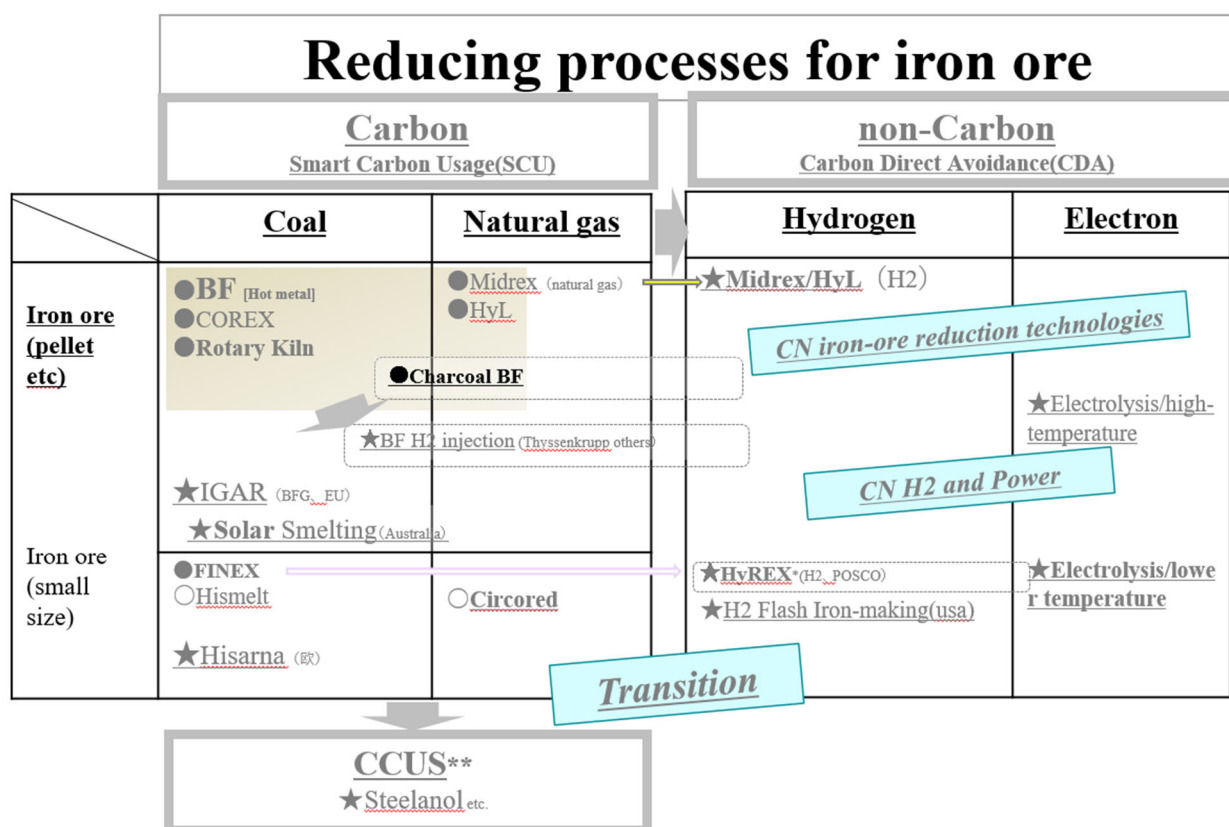 Reducing processes for iron ore
Carbon
Smart Carbon Usage(SCU)
non-Carbon
Carbon Direct Avoidance(CDA)
Coal
Natural gas
Hydrogen
Electron
Iron ore
(pellet
etc)
●BF [Hot metal]
●COREX
●Rotary Kiln
●Midrex (natural gas)
●HyL
★Midrex/HyL（H2）
CN iron-ore reduction technologies
●Charcoal BF
★BF H2 injection (Thyssenkrupp others)
★Electrolysis/high-
temperature
CN H2 and Power
★IGAR（BFG、EU）
★Solar Smelting(Australia)
Iron ore
(small
size)
●FINEX
○Hismelt
★Hisarna（欧）
○Circored
★HyREX*(H2、POSCO)
★H2 Flash Iron-making(usa)
★Electrolysis/lowe
r temperature
Transition
CCUS**
★Steelanol etc.